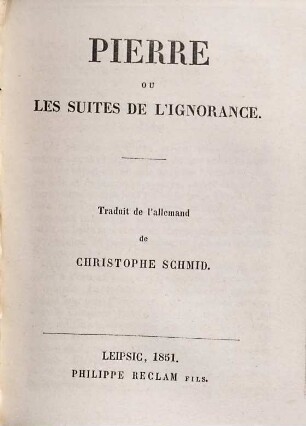 PIERRE
OU
LES SUITES DE L'IGNORANCE.
Traduit de l'allemand
de
CHRISTOPHE SCHMID.
LEIPSIC, 1851.
PHILIPPE RECLAM FILS.